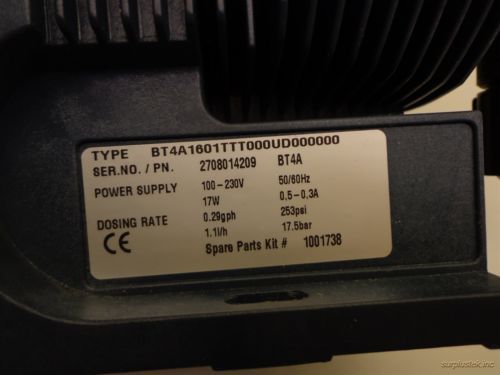 TYPE BT4A1601TTT000UD000000
SER.NO. / PN. 2708014209 BT4A
POWER SUPPLY 100-230V 50/60Hz
17W 0.5-0,3A
DOSING RATE 0.29gph 253psi
1.1l/h 17.5bar
CE Spare Parts Kit # 1001738
surplustek inc